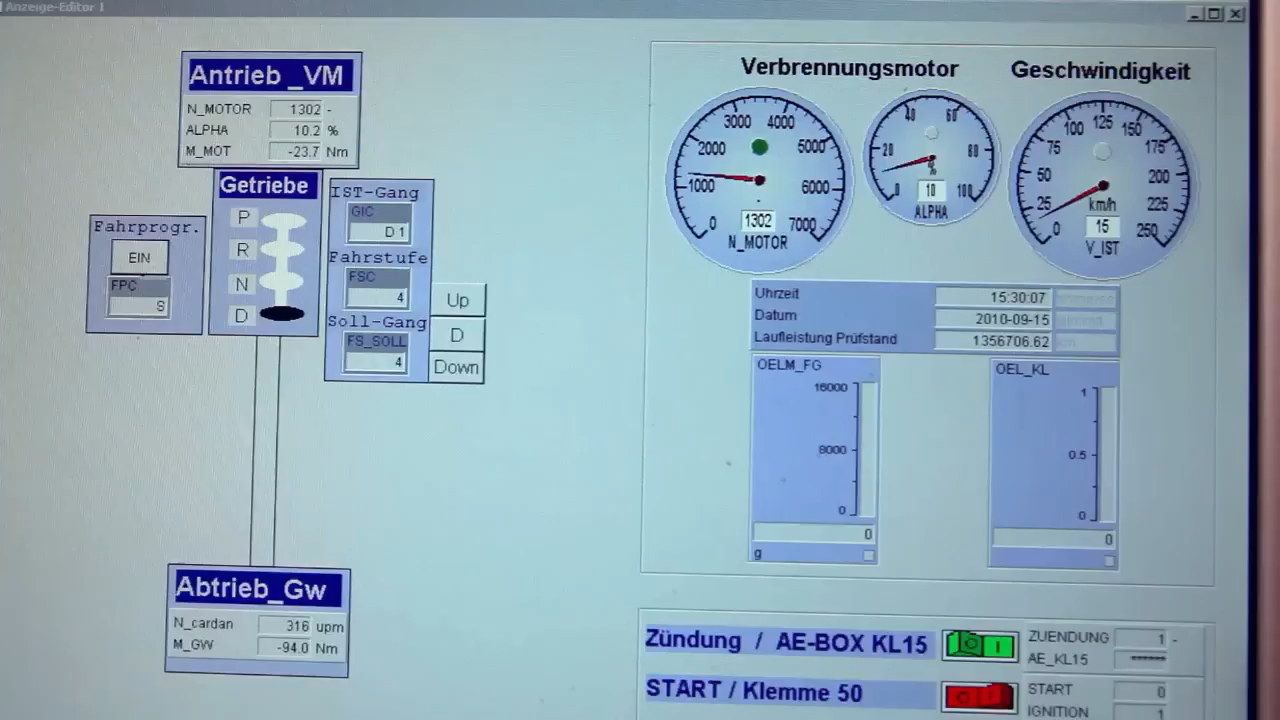 Anzeige-Editor 1
Antrieb _VM
N_MOTOR 1302 -
ALPHA 10.2 %
M_MOT -23.7 Nm
Getriebe
P
R
N
D
Fahrprogr.
EIN
FPC
S
IST-Gang
GIC
D 1
Fahrstufe
FSC
4
Soll-Gang
FS_SOLL
4
Up
D
Down
Abtrieb_Gw
N_cardan 316 upm
M_GW -94.0 Nm
Verbrennungsmotor
0 1000 2000 3000 4000 5000 6000 7000
1302
N_MOTOR
0 20 40 60 80 100
%
10
ALPHA
Geschwindigkeit
0 25 50 75 100 125 150 175 200 225 250
km/h
15
V_IST
Uhrzeit 15:30:07
Datum 2010-09-15
Laufleistung Prüfstand 1356706.62 km
OELM_FG
16000
8000
0
0
g
OEL_KL
1
0.5
0
0
Zündung / AE-BOX KL15
ZUENDUNG 1 -
AE_KL15 ******
START / Klemme 50
START 0
IGNITION 1